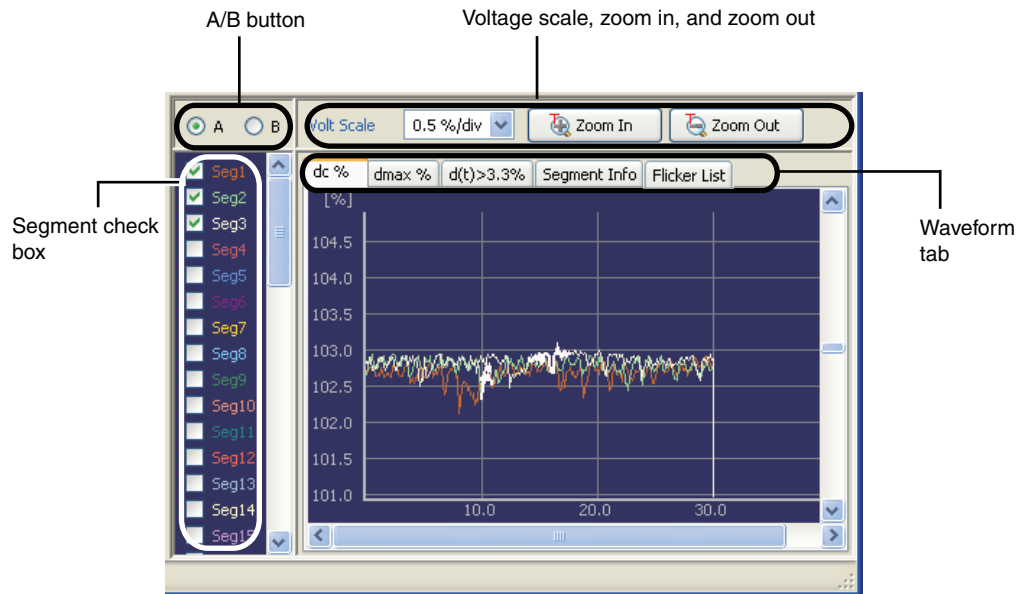 A/B button
Voltage scale, zoom in, and zoom out
A B
Volt Scale 0.5 %/div Zoom In Zoom Out
dc % dmax % d(t)>3.3% Segment Info Flicker List
Segment check
box
Seg1
Seg2
Seg3
Seg4
Seg5
Seg6
Seg7
Seg8
Seg9
Seg10
Seg11
Seg12
Seg13
Seg14
Seg15
[%]
104.5
104.0
103.5
103.0
102.5
102.0
101.5
101.0
10.0 20.0 30.0
Waveform
tab